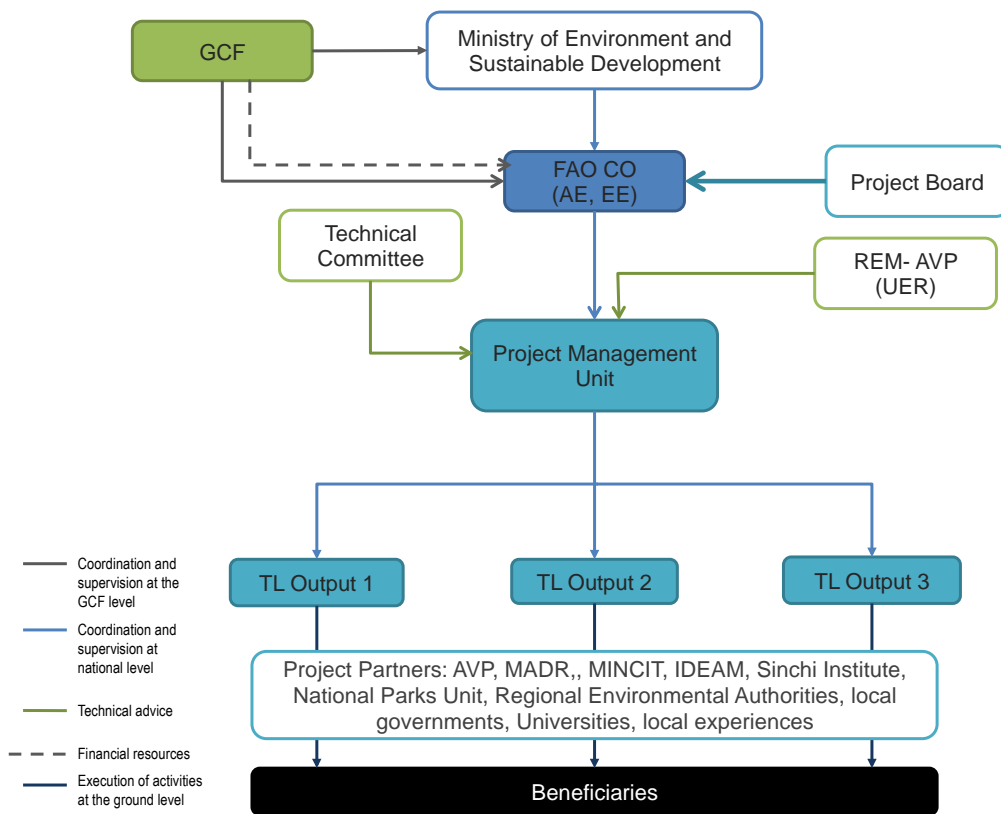 GCF
Ministry of Environment and
Sustainable Development
FAO CO
(AE, EE)
Project Board
Technical
Committee
REM- AVP
(UER)
Project Management
Unit
TL Output 1
TL Output 2
TL Output 3
Project Partners: AVP, MADR,, MINCIT, IDEAM, Sinchi Institute,
National Parks Unit, Regional Environmental Authorities, local
governments, Universities, local experiences
Beneficiaries
Coordination and
supervision at the
GCF level
Coordination and
supervision at
national level
Technical advice
Financial resources
Execution of activities
at the ground level